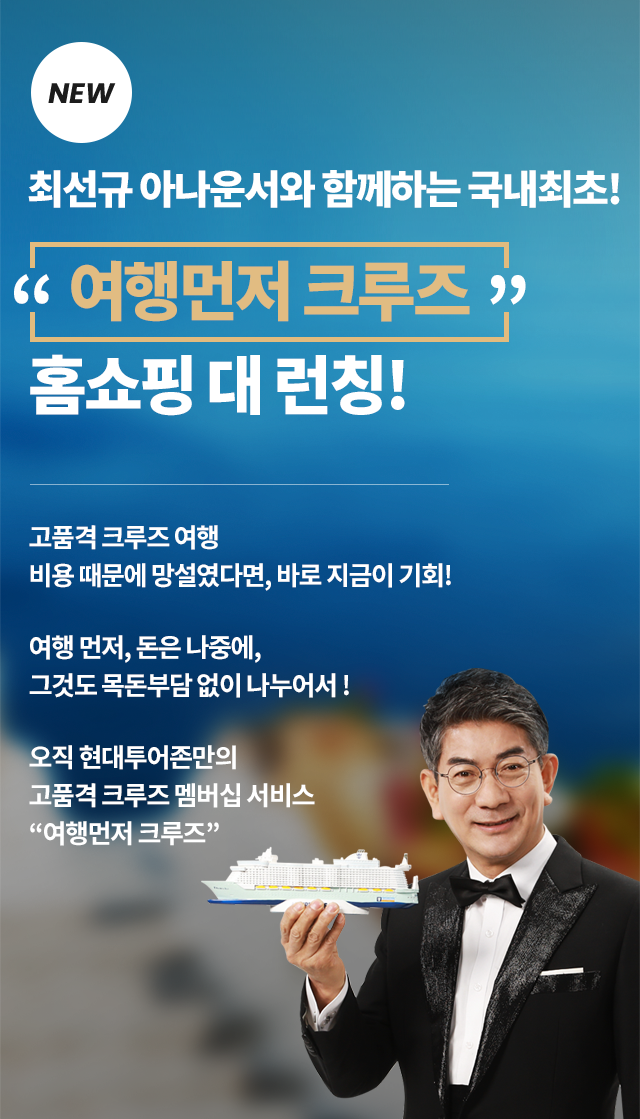 NEW
최선규 아나운서와 함께하는 국내최초!
“ 여행먼저 크루즈 ”
홈쇼핑 대 런칭!
고품격 크루즈 여행
비용 때문에 망설였다면, 바로 지금이 기회!
여행 먼저, 돈은 나중에,
그것도 목돈부담 없이 나누어서 !
오직 현대투어존만의
고품격 크루즈 멤버십 서비스
“여행먼저 크루즈”